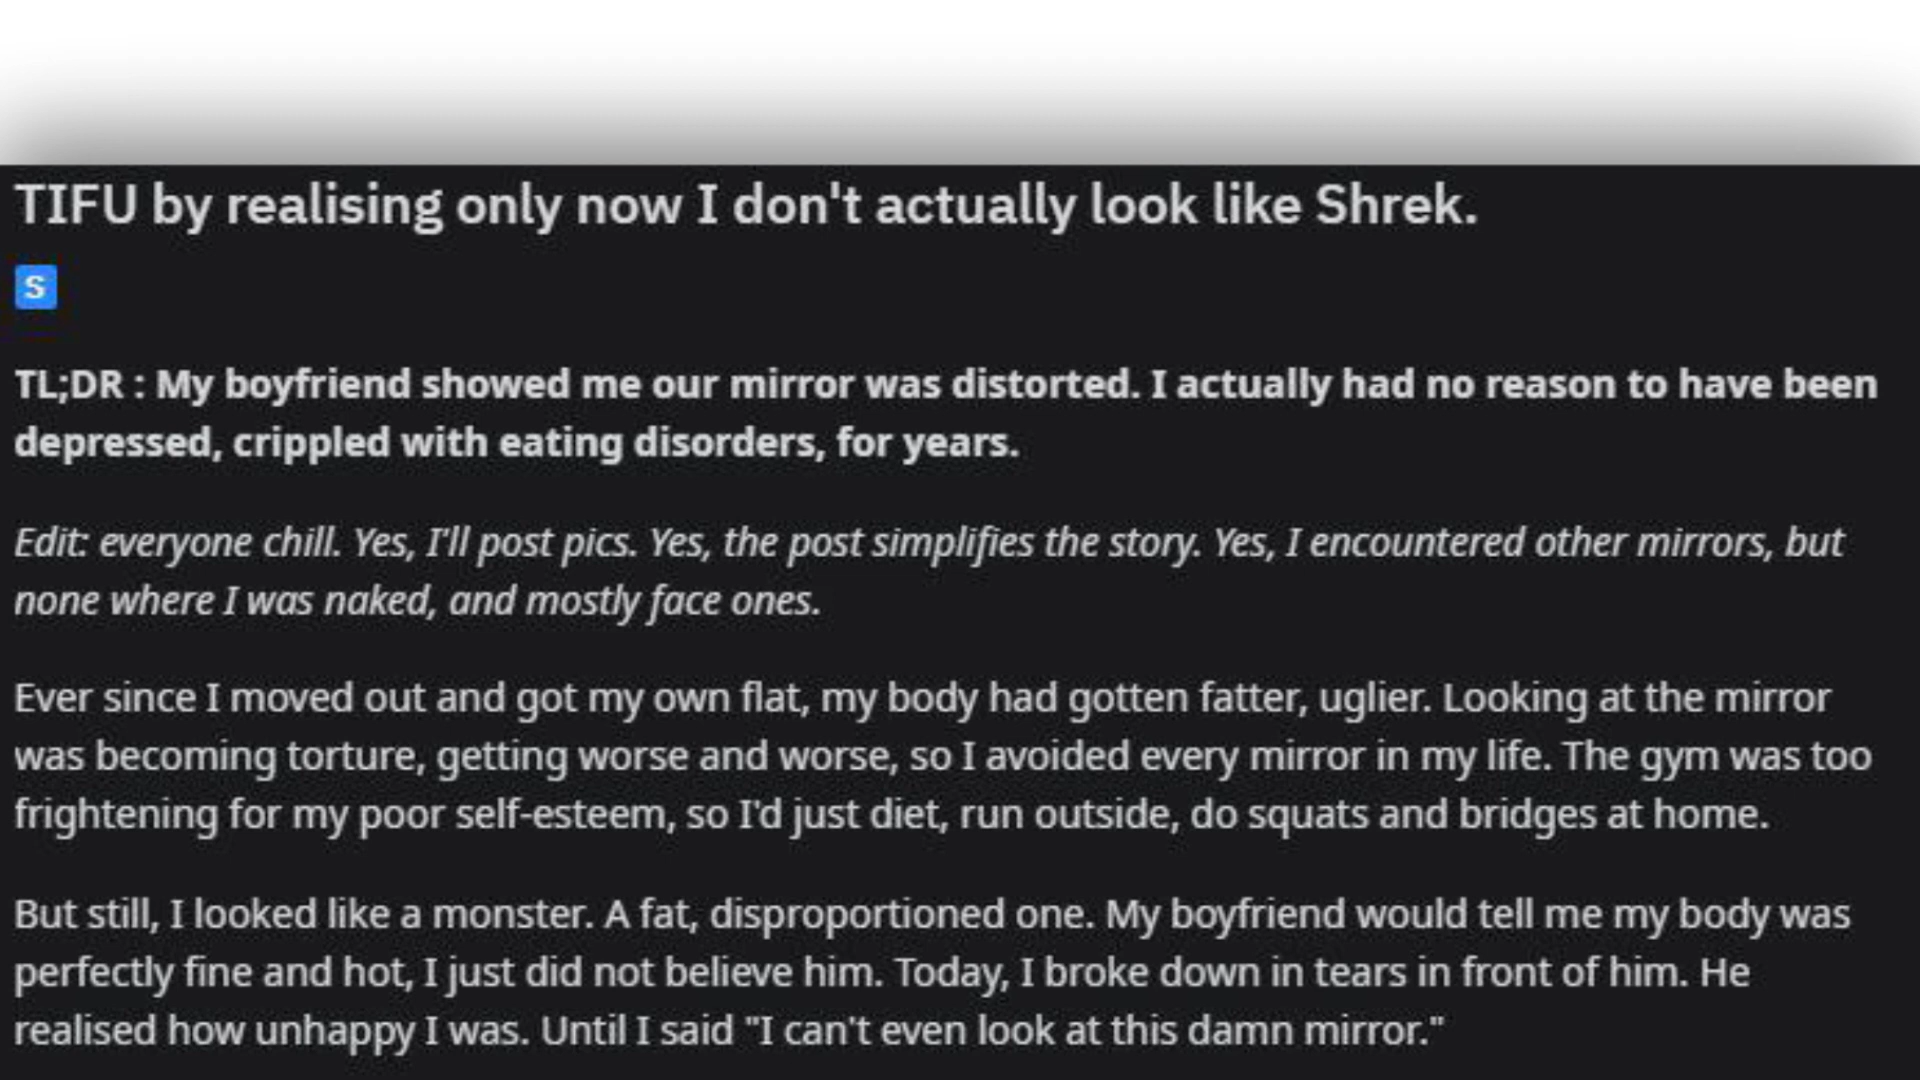 TIFU by realising only now I don't actually look like Shrek.
S
TL;DR : My boyfriend showed me our mirror was distorted. I actually had no reason to have been
depressed, crippled with eating disorders, for years.
Edit: everyone chill. Yes, I'll post pics. Yes, the post simplifies the story. Yes, I encountered other mirrors, but
none where I was naked, and mostly face ones.
Ever since I moved out and got my own flat, my body had gotten fatter, uglier. Looking at the mirror
was becoming torture, getting worse and worse, so I avoided every mirror in my life. The gym was too
frightening for my poor self-esteem, so I'd just diet, run outside, do squats and bridges at home.
But still, I looked like a monster. A fat, disproportioned one. My boyfriend would tell me my body was
perfectly fine and hot, I just did not believe him. Today, I broke down in tears in front of him. He
realised how unhappy I was. Until I said "I can't even look at this damn mirror."